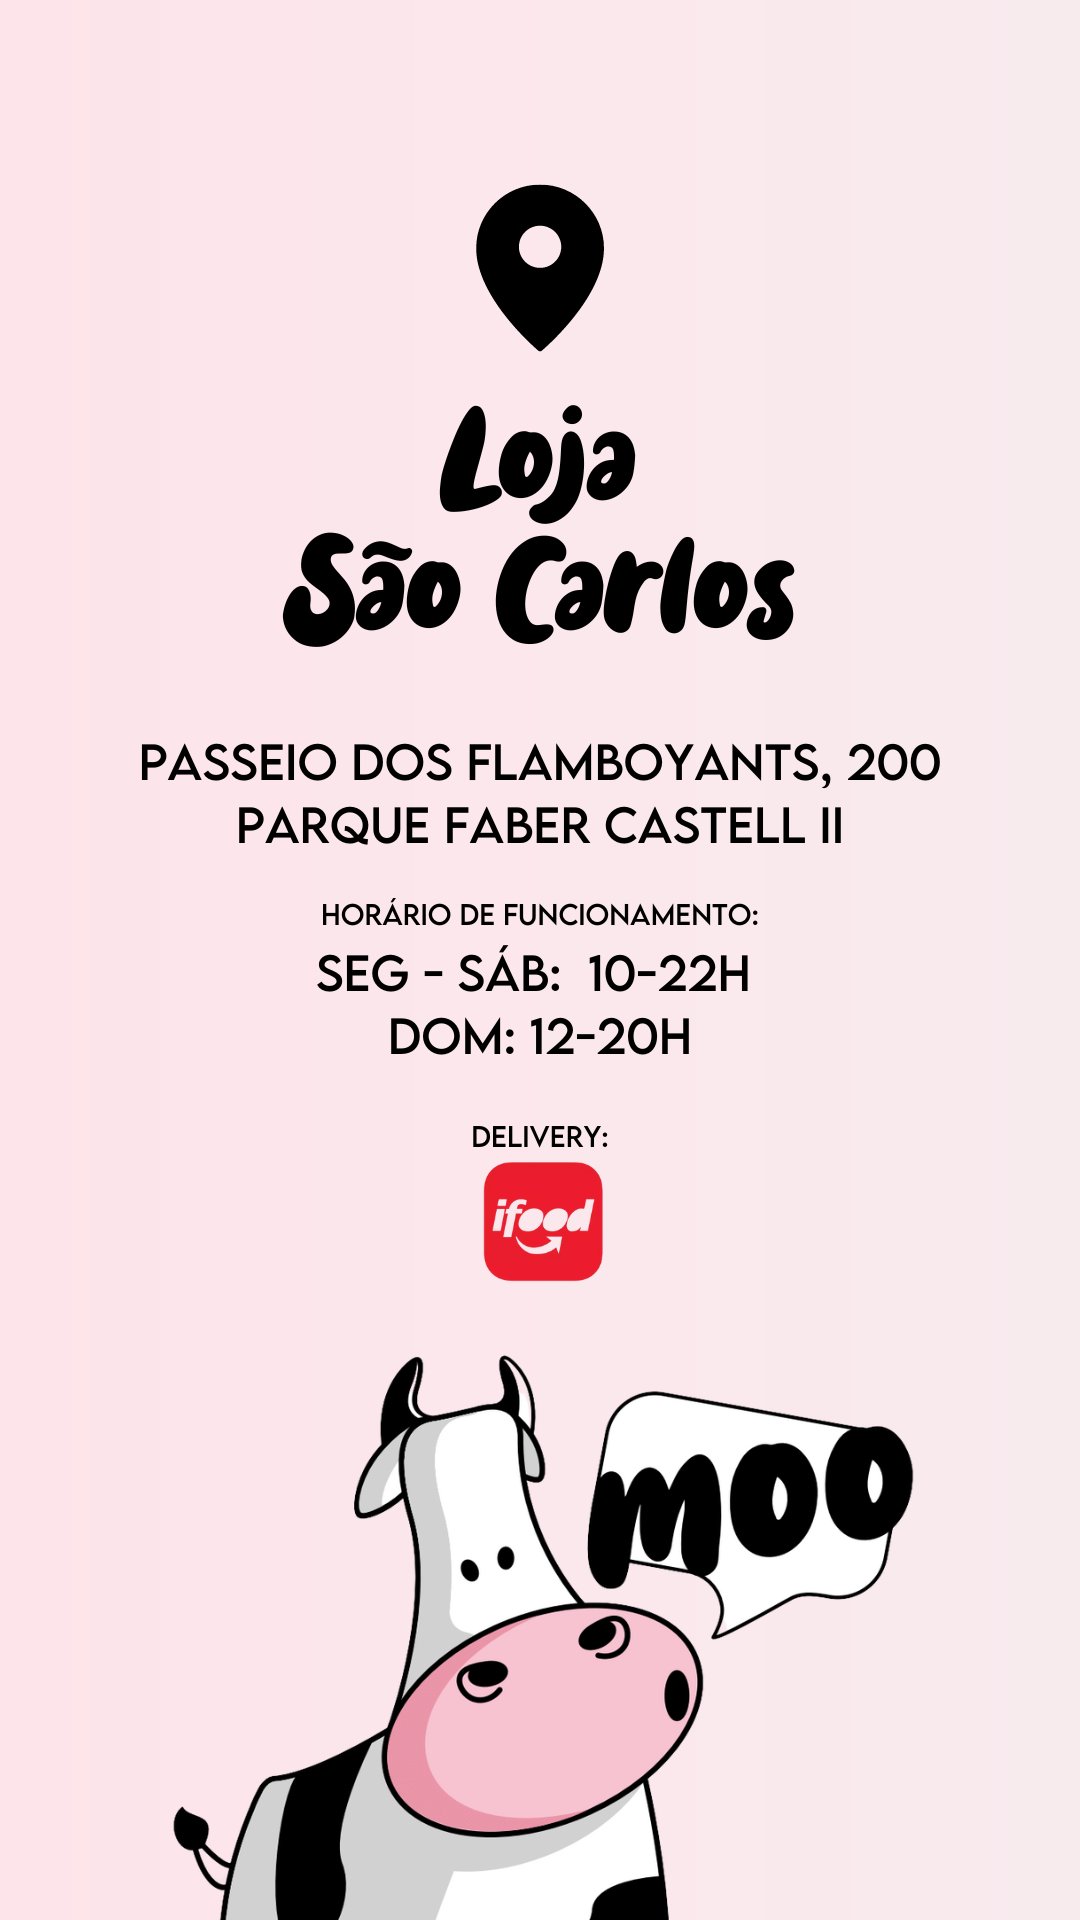 Loja
São Carlos
PASSEIO DOS FLAMBOYANTS, 200
PARQUE FABER CASTELL II
HORÁRIO DE FUNCIONAMENTO:
SEG - SÁB: 10-22H
DOM: 12-20H
DELIVERY:
ifood
moo